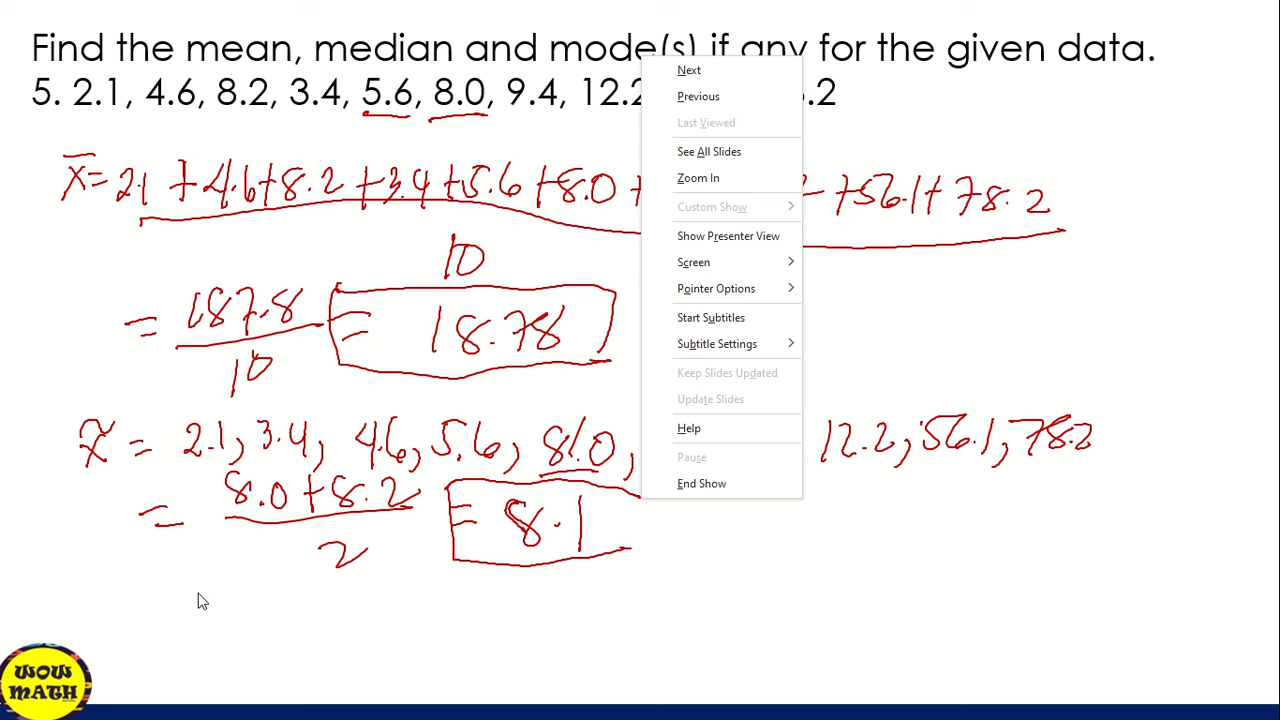 Find the mean, median and mode(s) if any for the given data.
5. 2.1, 4.6, 8.2, 3.4, 5.6, 8.0, 9.4, 12.2 .2
x̄ = 2.1 + 4.6 + 8.2 + 3.4 + 5.6 + 8.0 + + 56.1 + 78.2
10
= 187.8 = 18.78
10
x̃ = 2.1, 3.4, 4.6, 5.6, 8.0, 12.2, 56.1, 78.2
= 8.0 + 8.2 = 8.1
2
Next
Previous
Last Viewed
See All Slides
Zoom In
Custom Show
Show Presenter View
Screen
Pointer Options
Start Subtitles
Subtitle Settings
Keep Slides Updated
Update Slides
Help
Pause
End Show
WOW
MATH